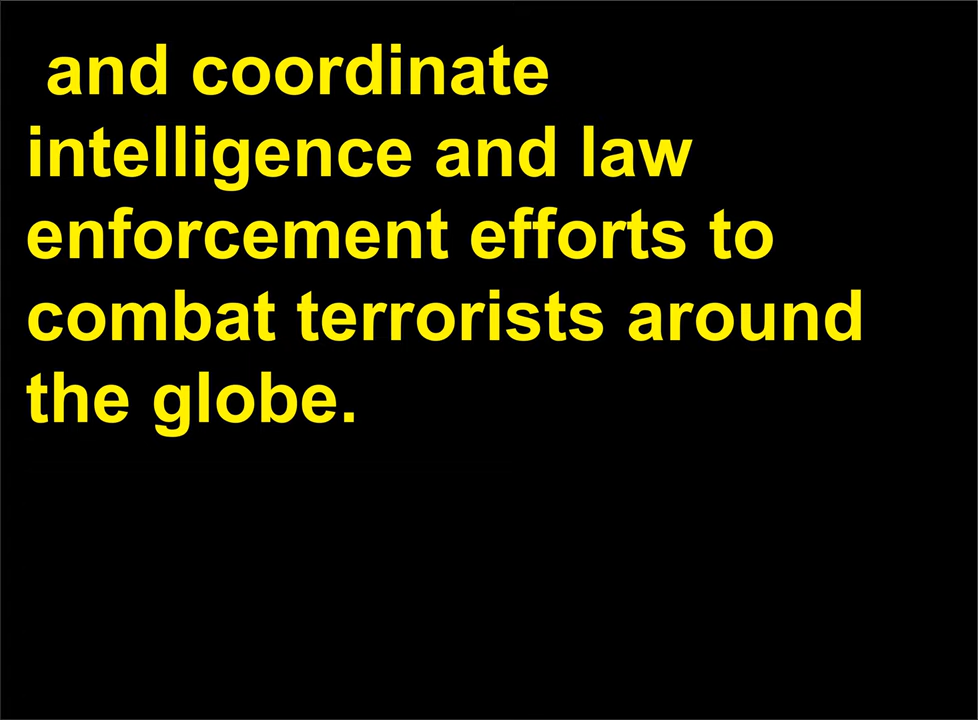 and coordinate
intelligence and law
enforcement efforts to
combat terrorists around
the globe.